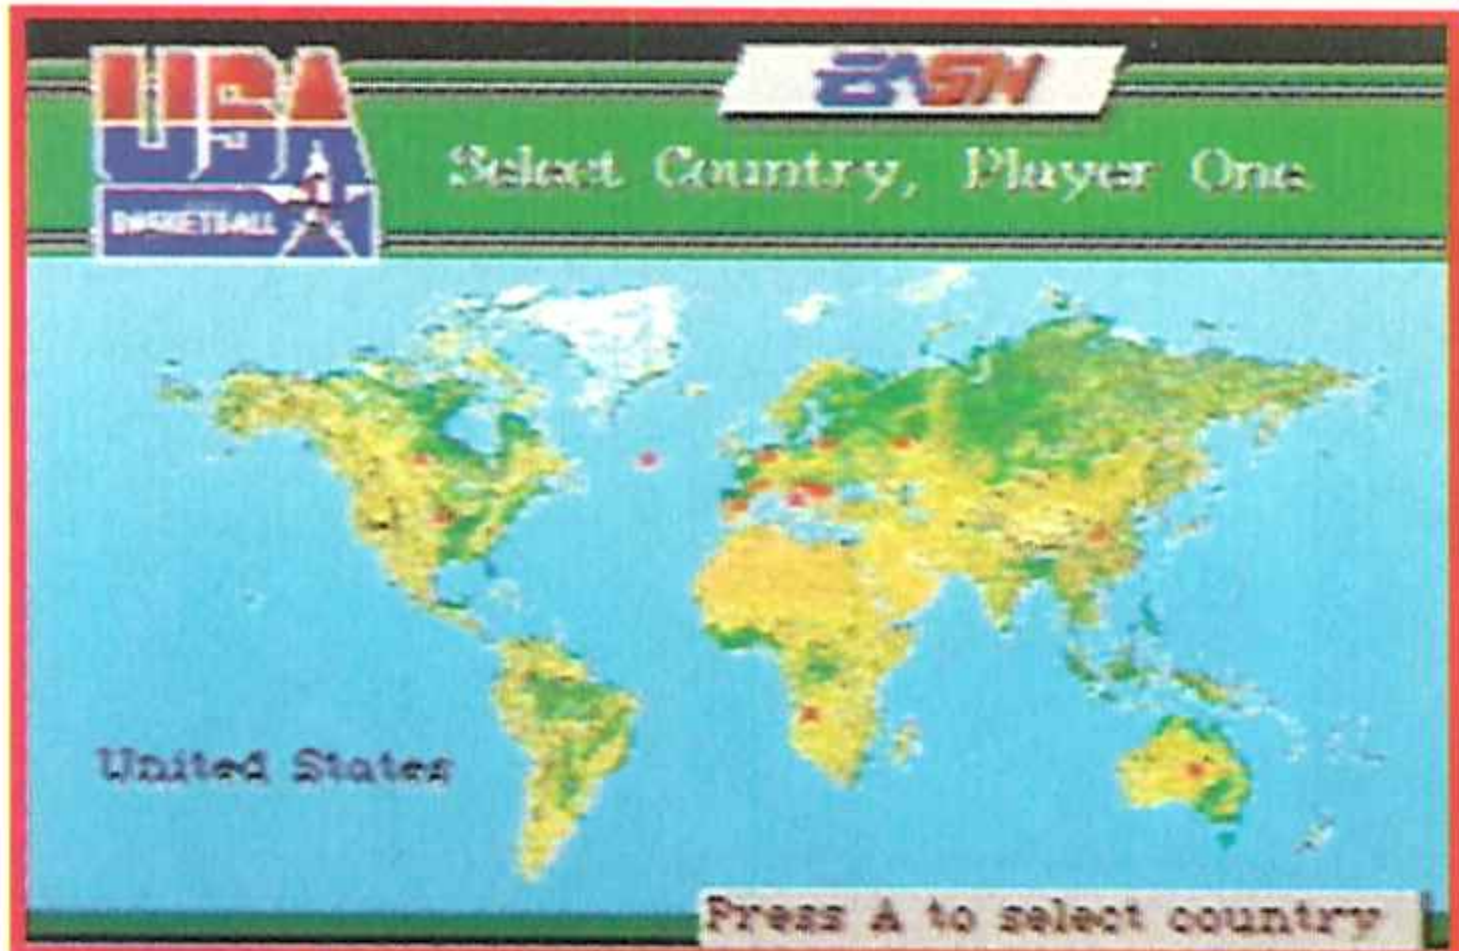 USA
BASKETBALL
EASN
Select Country, Player One
United States
Press A to select country